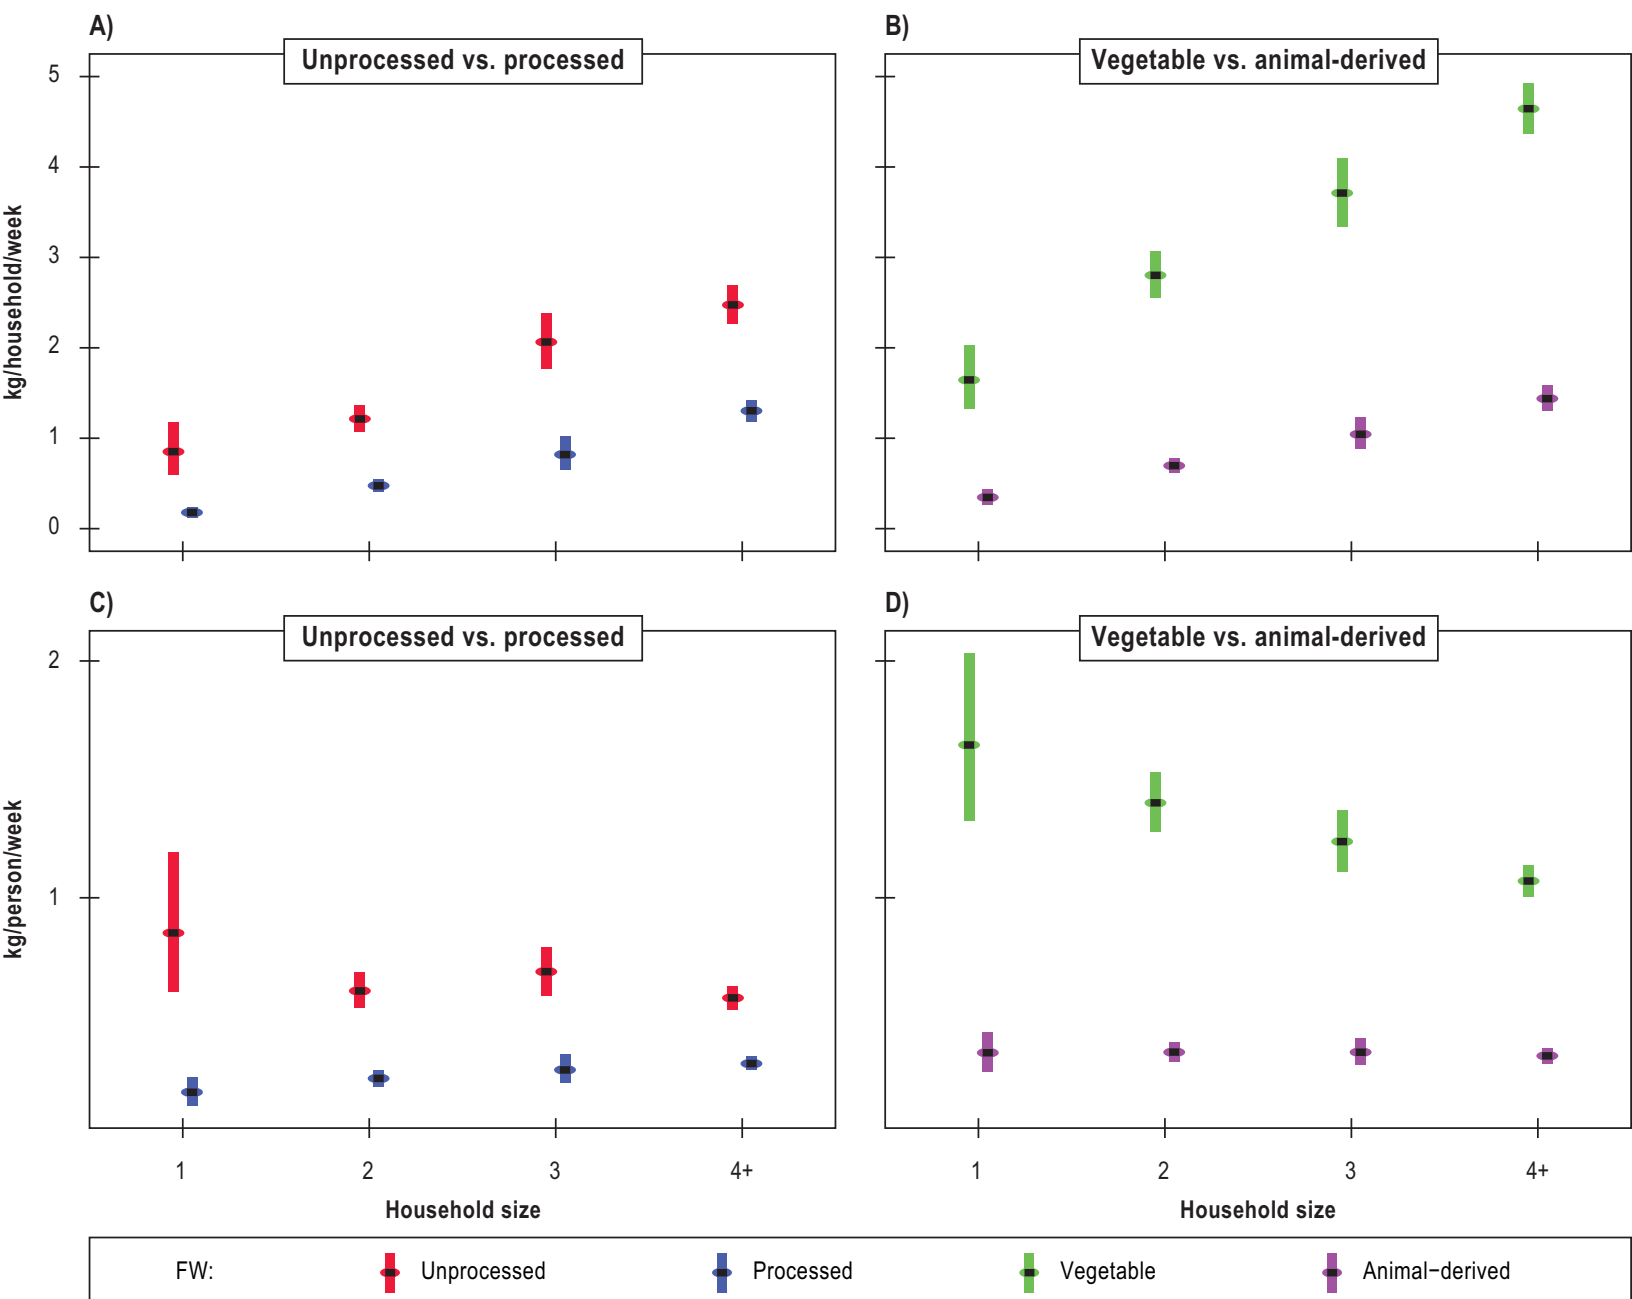 A)
Unprocessed vs. processed
B)
Vegetable vs. animal-derived
5
4
3
2
1
0
kg/household/week
C)
Unprocessed vs. processed
D)
Vegetable vs. animal-derived
2
1
kg/person/week
1 2 3 4+
1 2 3 4+
Household size
Household size
FW: Unprocessed Processed Vegetable Animal−derived